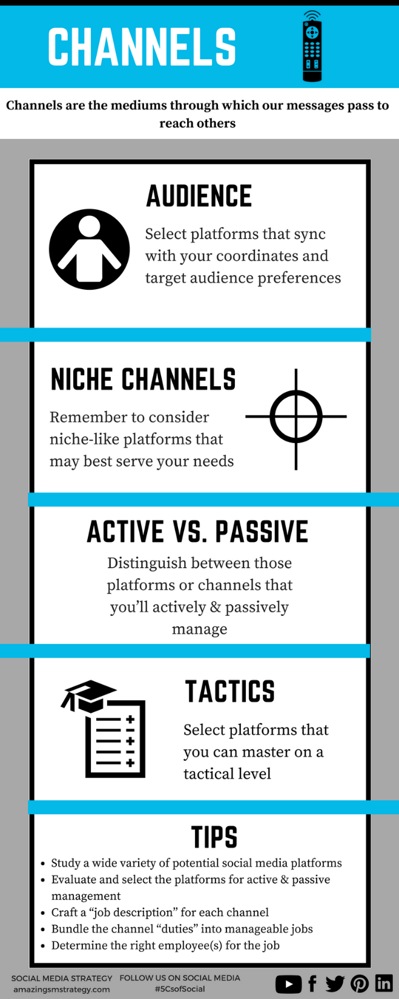 CHANNELS
Channels are the mediums through which our messages pass to
reach others
AUDIENCE
Select platforms that sync
with your coordinates and
target audience preferences
NICHE CHANNELS
Remember to consider
niche-like platforms that
may best serve your needs
ACTIVE VS. PASSIVE
Distinguish between those
platforms or channels that
you’ll actively & passively
manage
TACTICS
Select platforms that
you can master on a
tactical level
TIPS
• Study a wide variety of potential social media platforms
• Evaluate and select the platforms for active & passive
management
• Craft a “job description” for each channel
• Bundle the channel “duties” into manageable jobs
• Determine the right employee(s) for the job
SOCIAL MEDIA STRATEGY
amazingsmstrategy.com
FOLLOW US ON SOCIAL MEDIA
#5CsofSocial